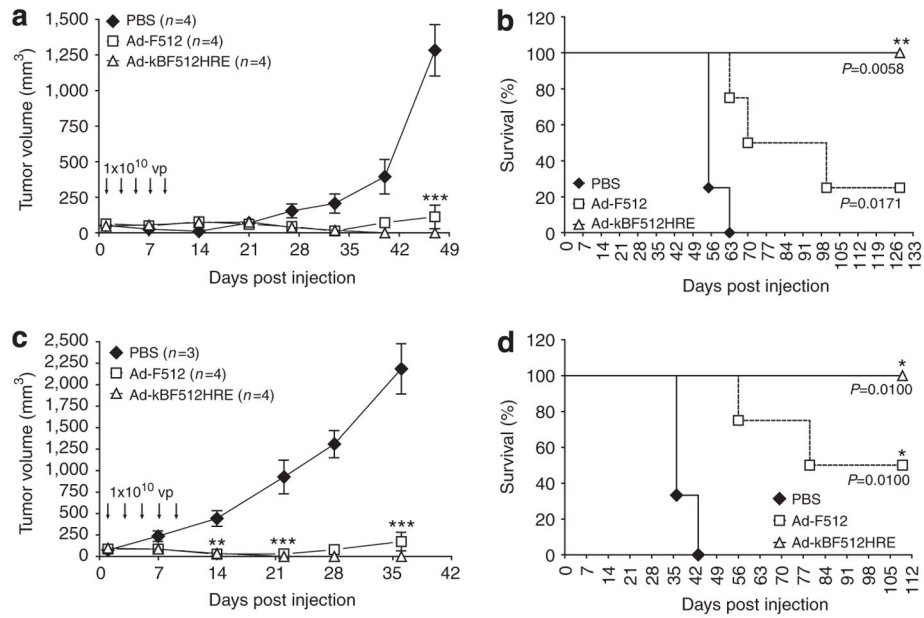 a
1,500
1,250
1,000
750
500
250
0
Tumor volume (mm³)
PBS (n=4)
Ad-F512 (n=4)
Ad-kBF512HRE (n=4)
1x10¹⁰ vp
***
0 7 14 21 28 35 42 49
Days post injection
b
120
100
80
60
40
20
0
Survival (%)
**
P=0.0058
PBS
Ad-F512
Ad-kBF512HRE
P=0.0171
0 7 14 21 28 35 42 49 56 63 70 77 84 91 98 105 112 119 126 133
Days post injection
c
2,500
2,250
2,000
1,750
1,500
1,250
1,000
750
500
250
0
Tumor volume (mm³)
PBS (n=3)
Ad-F512 (n=4)
Ad-kBF512HRE (n=4)
1x10¹⁰ vp
** *** ***
0 7 14 21 28 35 42
Days post injection
d
120
100
80
60
40
20
0
Survival (%)
*
P=0.0100
*
P=0.0100
PBS
Ad-F512
Ad-kBF512HRE
0 7 14 21 28 35 42 49 56 63 70 77 84 91 98 105 112
Days post injection